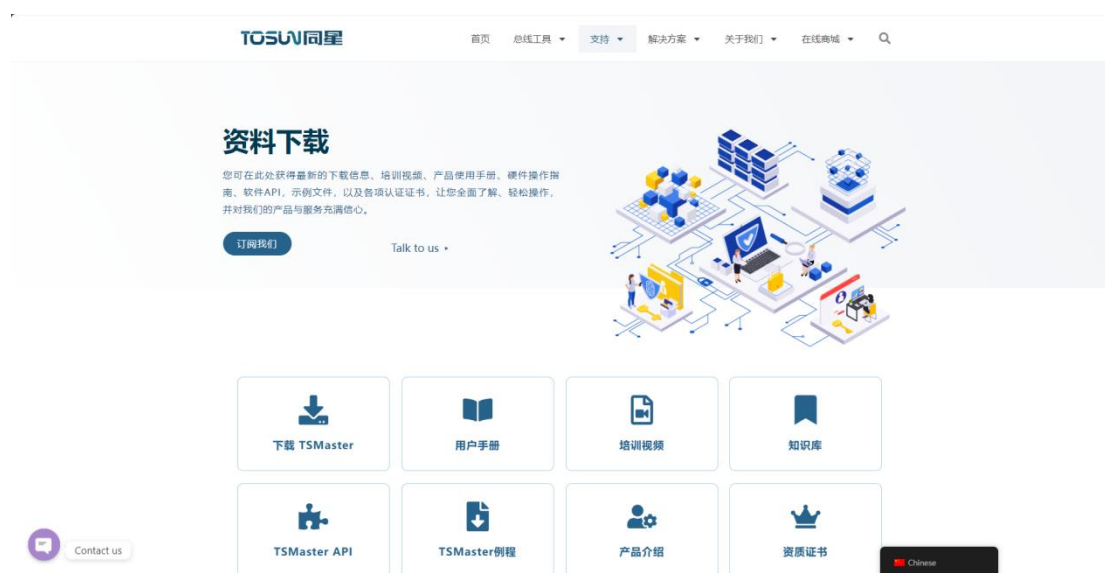 TOSUN同星
首页 总线工具 支持 解决方案 关于我们 在线商城
资料下载
您可在此处获得最新的下载信息、培训视频、产品使用手册、硬件操作指
南、软件API，示例文件，以及各项认证证书，让您全面了解、轻松操作，
并对我们的产品与服务充满信心。
订阅我们 Talk to us
下载 TSMaster 用户手册 培训视频 知识库
TSMaster API TSMaster例程 产品介绍 资质证书
Contact us
Chinese